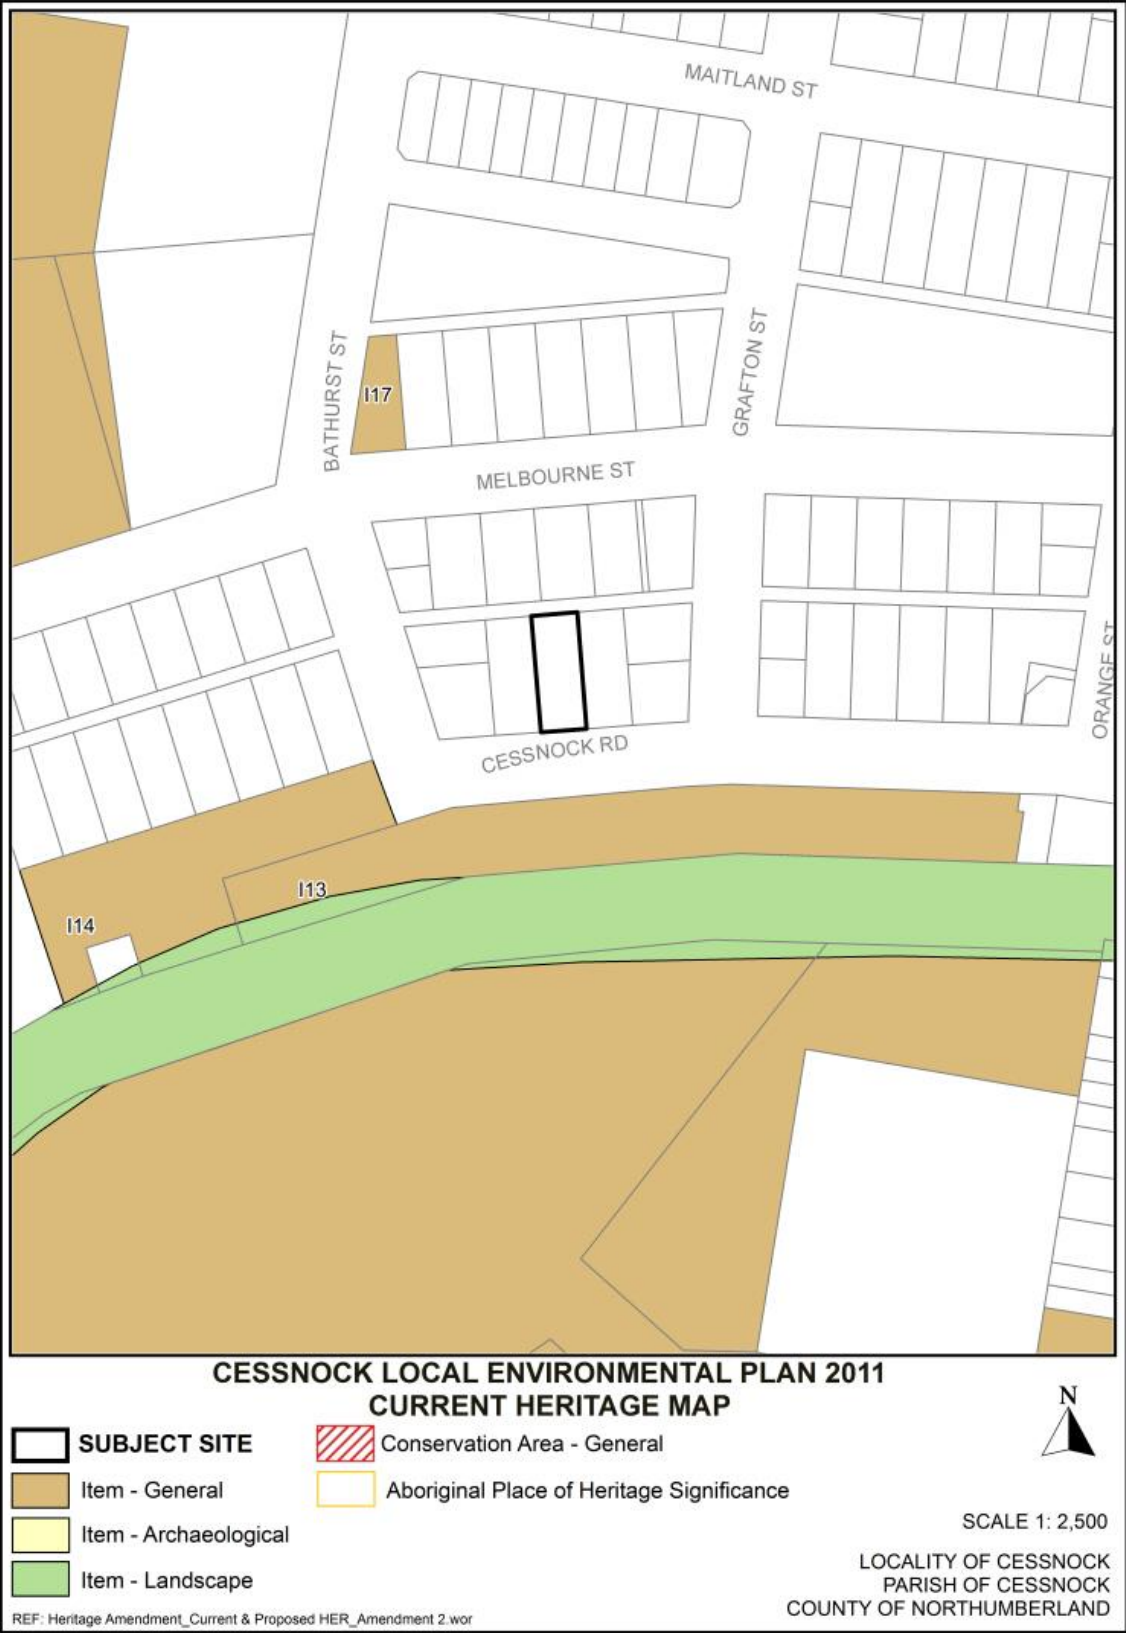 MAITLAND ST
BATHURST ST
GRAFTON ST
I17
MELBOURNE ST
ORANGE ST
CESSNOCK RD
I13
I14
CESSNOCK LOCAL ENVIRONMENTAL PLAN 2011
CURRENT HERITAGE MAP
N
SUBJECT SITE
Conservation Area - General
Item - General
Aboriginal Place of Heritage Significance
Item - Archaeological
Item - Landscape
SCALE 1: 2,500
LOCALITY OF CESSNOCK
PARISH OF CESSNOCK
COUNTY OF NORTHUMBERLAND
REF: Heritage Amendment_Current & Proposed HER_Amendment 2.wor